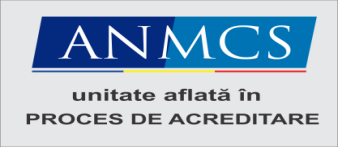 ANMCS
unitate aflată în
PROCES DE ACREDITARE